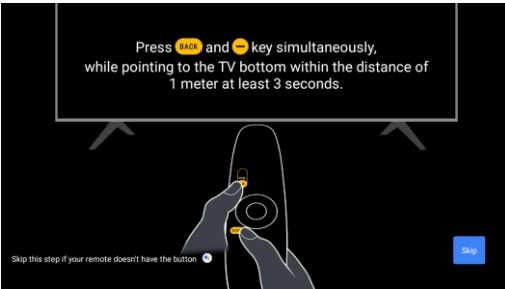 Press BACK and − key simultaneously,
while pointing to the TV bottom within the distance of
1 meter at least 3 seconds.
Skip this step if your remote doesn't have the button
Skip